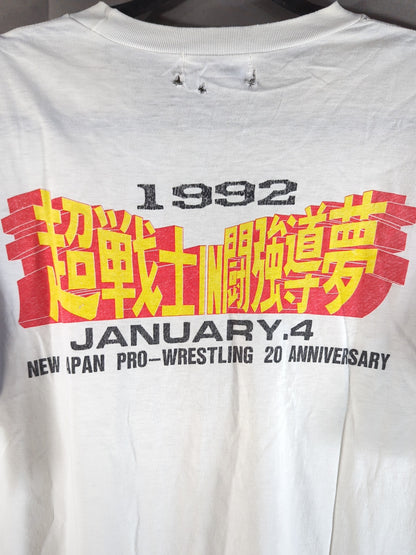 1992
超戦士IN闘強導夢
JANUARY.4
NEW JAPAN PRO-WRESTLING 20 ANNIVERSARY